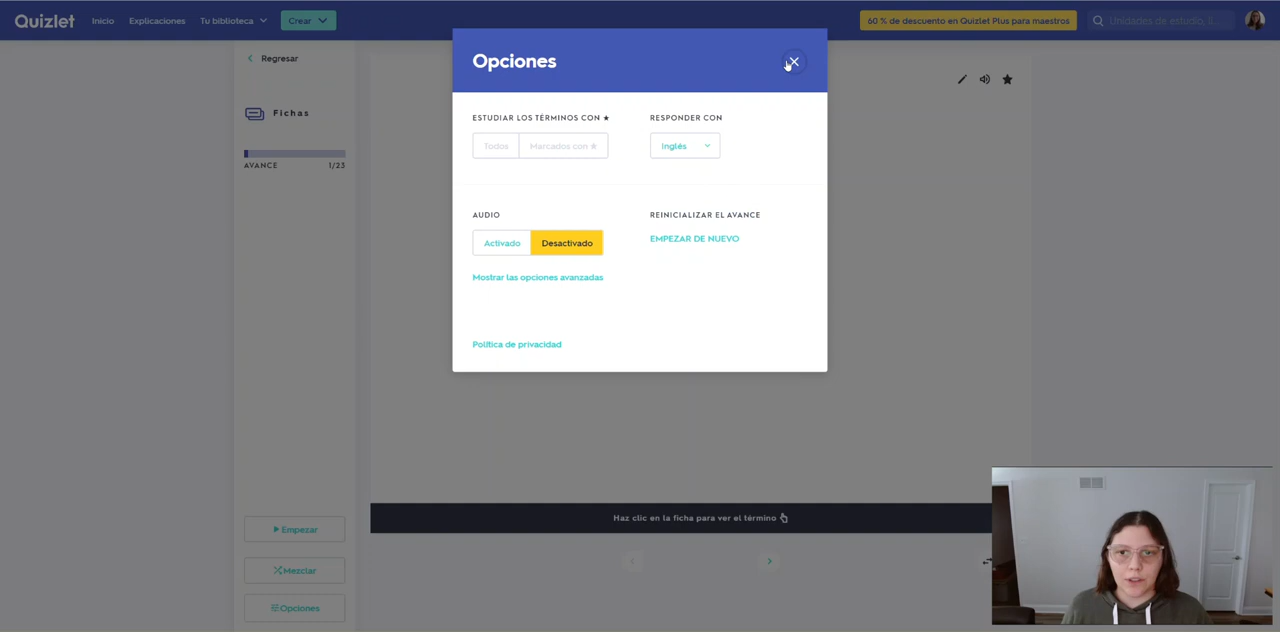 Quizlet
Inicio
Explicaciones
Tu biblioteca
Crear
60 % de descuento en Quizlet Plus para maestros
Unidades de estudio, li...
Regresar
Fichas
AVANCE 1/23
Opciones
ESTUDIAR LOS TÉRMINOS CON ★
Todos
Marcados con ★
RESPONDER CON
Inglés
AUDIO
Activado
Desactivado
REINICIALIZAR EL AVANCE
EMPEZAR DE NUEVO
Mostrar las opciones avanzadas
Política de privacidad
Haz clic en la ficha para ver el término
Empezar
Mezclar
Opciones